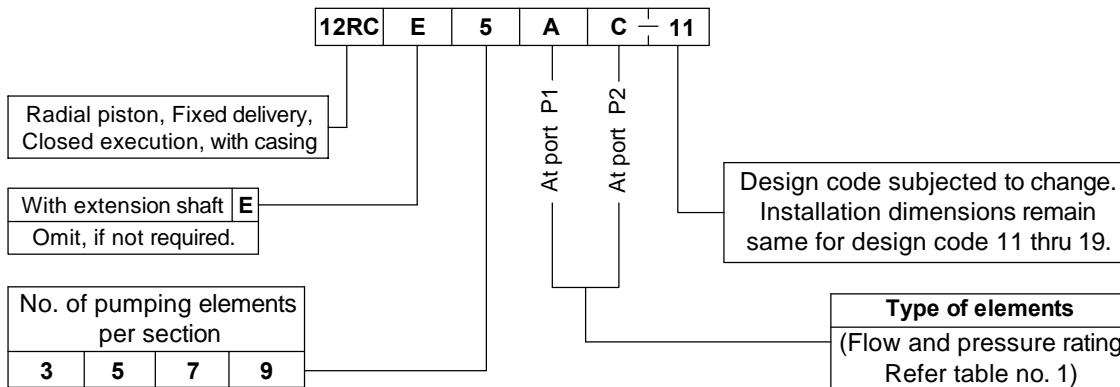 12RC E 5 A C - 11
At port P1
At port P2
Radial piston, Fixed delivery,
Closed execution, with casing
With extension shaft E
Omit, if not required.
No. of pumping elements
per section
3 5 7 9
Design code subjected to change.
Installation dimensions remain
same for design code 11 thru 19.
Type of elements
(Flow and pressure rating
Refer table no. 1)